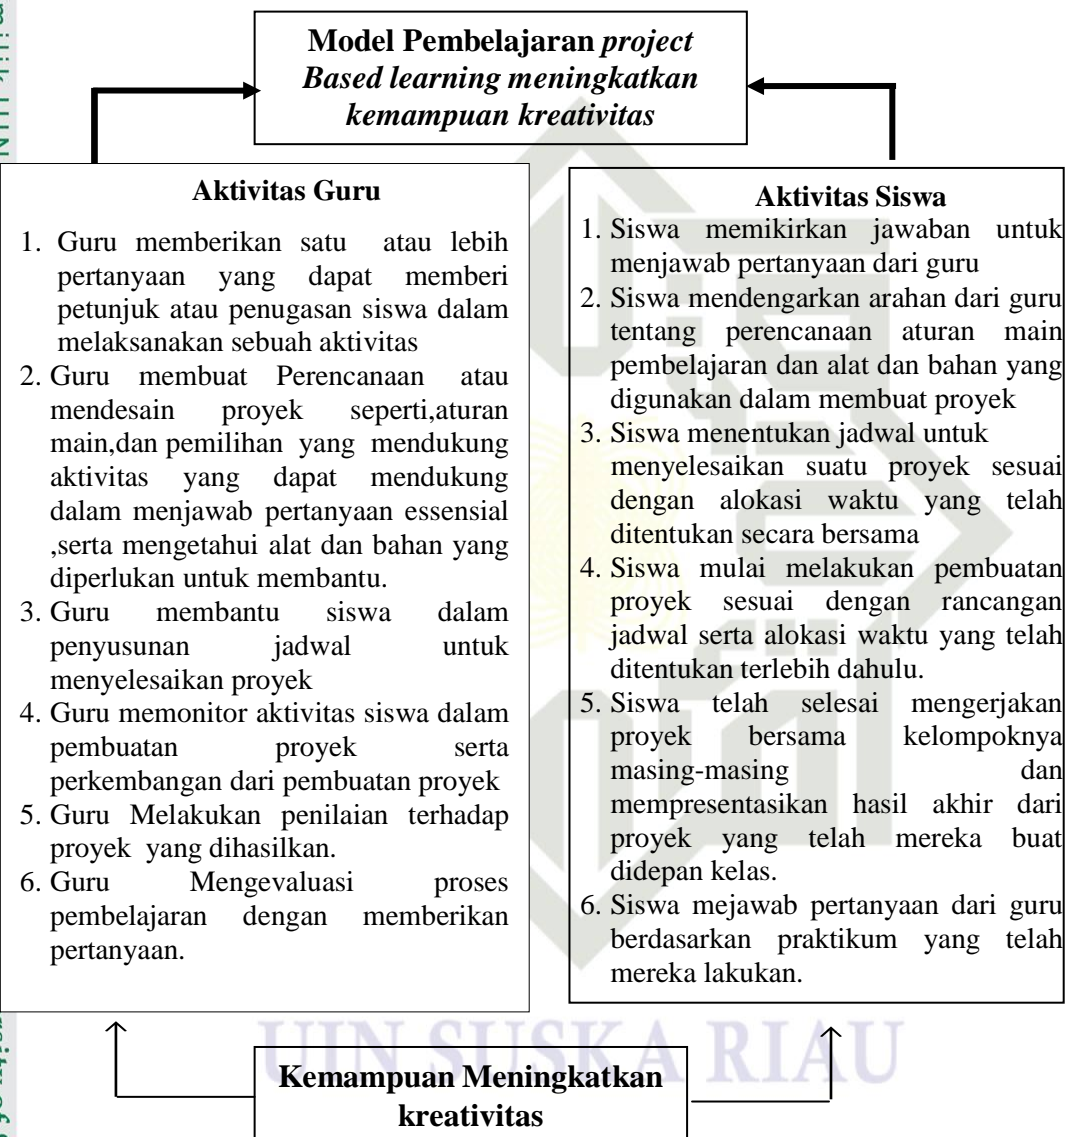 Model Pembelajaran project
Based learning meningkatkan
kemampuan kreativitas
Aktivitas Guru
1. Guru memberikan satu atau lebih
pertanyaan yang dapat memberi
petunjuk atau penugasan siswa dalam
melaksanakan sebuah aktivitas
2. Guru membuat Perencanaan atau
mendesain proyek seperti,aturan
main,dan pemilihan yang mendukung
aktivitas yang dapat mendukung
dalam menjawab pertanyaan essensial
,serta mengetahui alat dan bahan yang
diperlukan untuk membantu.
3. Guru membantu siswa dalam
penyusunan jadwal untuk
menyelesaikan proyek
4. Guru memonitor aktivitas siswa dalam
pembuatan proyek serta
perkembangan dari pembuatan proyek
5. Guru Melakukan penilaian terhadap
proyek yang dihasilkan.
6. Guru Mengevaluasi proses
pembelajaran dengan memberikan
pertanyaan.
Aktivitas Siswa
1. Siswa memikirkan jawaban untuk
menjawab pertanyaan dari guru
2. Siswa mendengarkan arahan dari guru
tentang perencanaan aturan main
pembelajaran dan alat dan bahan yang
digunakan dalam membuat proyek
3. Siswa menentukan jadwal untuk
menyelesaikan suatu proyek sesuai
dengan alokasi waktu yang telah
ditentukan secara bersama
4. Siswa mulai melakukan pembuatan
proyek sesuai dengan rancangan
jadwal serta alokasi waktu yang telah
ditentukan terlebih dahulu.
5. Siswa telah selesai mengerjakan
proyek bersama kelompoknya
masing-masing dan
mempresentasikan hasil akhir dari
proyek yang telah mereka buat
didepan kelas.
6. Siswa mejawab pertanyaan dari guru
berdasarkan praktikum yang telah
mereka lakukan.
UIN SUSKA RIAU
Kemampuan Meningkatkan
kreativitas